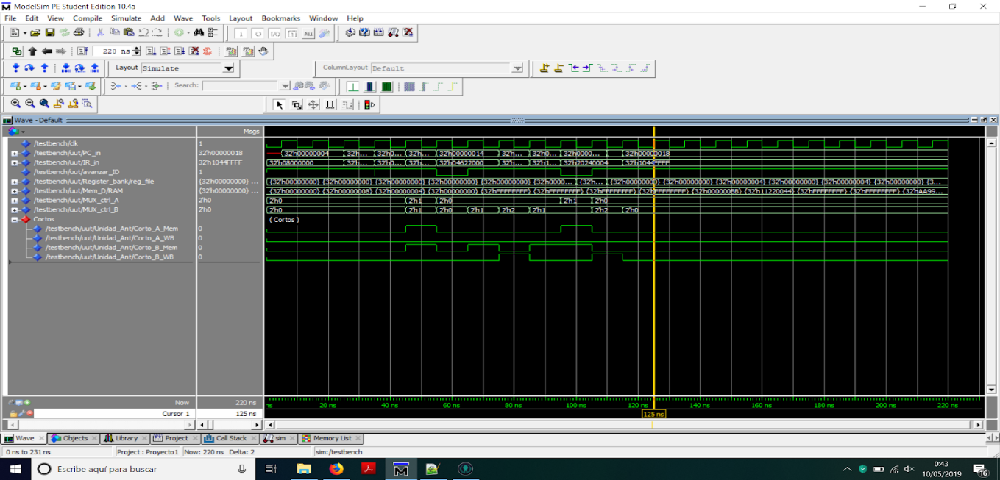 ModelSim PE Student Edition 10.4a
File Edit View Compile Simulate Add Wave Tools Layout Bookmarks Window Help
220 ns
Layout Simulate
ColumnLayout Default
Search:
Wave - Default
Msgs
/testbench/clk 1
/testbench/uut/PC_in 32'h00000018 32'h00000004 32'h... 32'h0... 32'h... 32'h00000014 32'h... 32'h0... 32'h0000... 32'h00000018
/testbench/uut/IR_in 32'h1044FFFF 32'h08000000 32'h... 32'h0... 32'h... 32'h04622000 32'h... 32'h1... 32'h20240004 32'h1044FFFF
/testbench/uut/avanzar_ID 1
/testbench/uut/Register_bank/reg_file {32'h00000000} ... {32'h00000000} {32'h00000000} {32'h00000000} {32'h00000000} {32'h00000000} {32'h0000... {32'h... {32'h00000000} {32'h00000000} {32'h00000004} {32'h00000000} {32'h00000004} {32'h00000000} {3...
/testbench/uut/Mem_D/RAM {32'h00000000} ... {32'h00000000} {32'h00000008} {32'h00000004} {32'h00000004} {32'h00000000} {32'hFFFFFFFF} {32'hFFFFFFFF} {32'hFFFFFFFF} {32'hFFFFFFFF} {32'h000000BB} {32'h11220044} {32'hFFFFFFFF} {32'hFFFFFFFF} {32'hAA99...
/testbench/uut/MUX_ctrl_A 2'h0 2'h0 2'h1 2'h0 2'h1 2'h0
/testbench/uut/MUX_ctrl_B 2'h0 2'h0 2'h1 2'h0 2'h1 2'h2 2'h1 2'h2 2'h0
Cortos (Cortos)
/testbench/uut/Unidad_Ant/Corto_A_Mem 0
/testbench/uut/Unidad_Ant/Corto_A_WB 0
/testbench/uut/Unidad_Ant/Corto_B_Mem 0
/testbench/uut/Unidad_Ant/Corto_B_WB 0
Now 220 ns ns 20 ns 40 ns 60 ns 80 ns 100 ns 120 ns 140 ns 160 ns 180 ns 200 ns 220 ns
Cursor 1 125 ns 125 ns
Wave Objects Library Project Call Stack sim Memory List
0 ns to 231 ns Project : Proyecto1 Now: 220 ns Delta: 2 sim:/testbench
Escribe aquí para buscar
0:43
10/05/2019
16